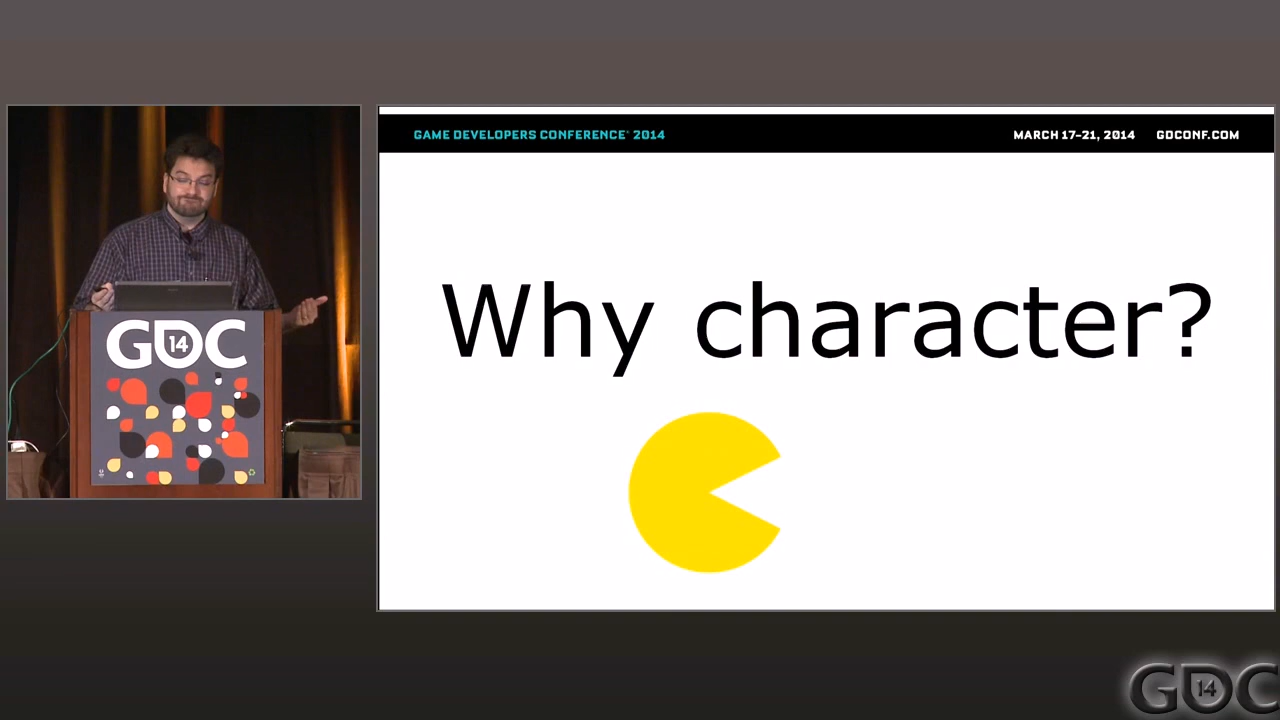 GAME DEVELOPERS CONFERENCE® 2014
MARCH 17-21, 2014 GDCONF.COM
Why character?
GDC
14
GDC
14